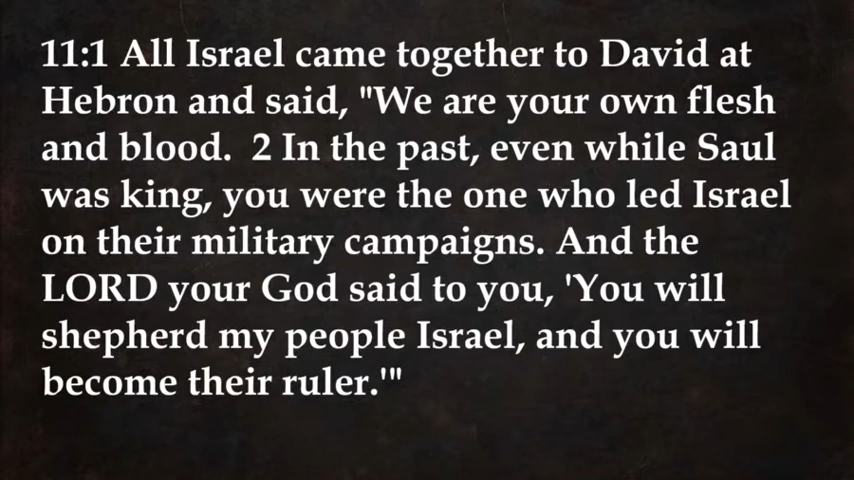 11:1 All Israel came together to David at
Hebron and said, "We are your own flesh
and blood.  2 In the past, even while Saul
was king, you were the one who led Israel
on their military campaigns. And the
LORD your God said to you, 'You will
shepherd my people Israel, and you will
become their ruler.'"